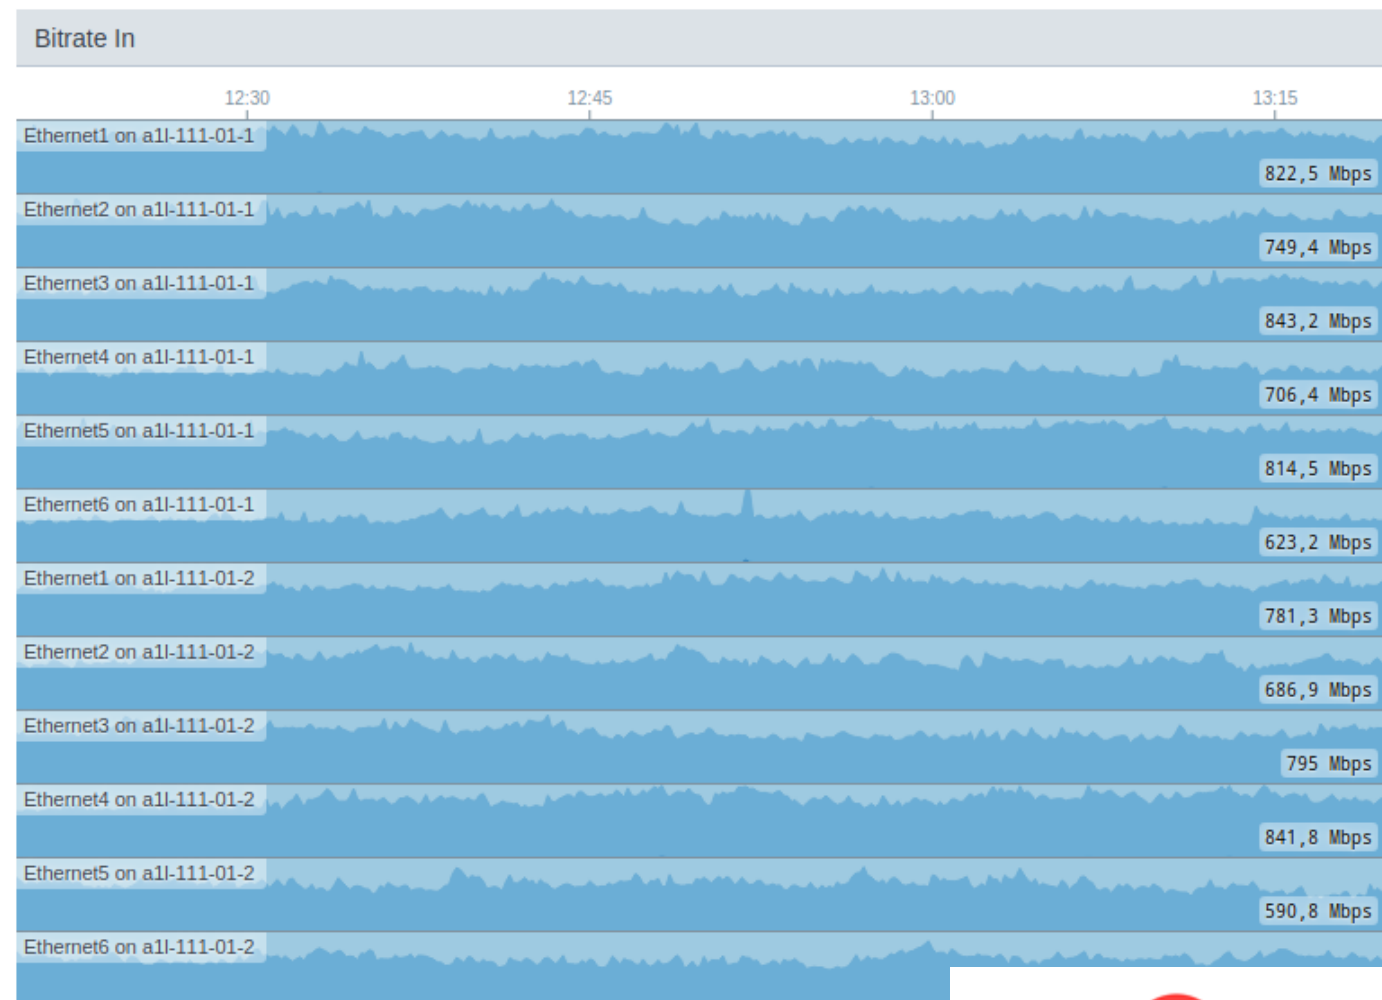 Bitrate In
12:30 12:45 13:00 13:15
Ethernet1 on a1l-111-01-1
822,5 Mbps
Ethernet2 on a1l-111-01-1
749,4 Mbps
Ethernet3 on a1l-111-01-1
843,2 Mbps
Ethernet4 on a1l-111-01-1
706,4 Mbps
Ethernet5 on a1l-111-01-1
814,5 Mbps
Ethernet6 on a1l-111-01-1
623,2 Mbps
Ethernet1 on a1l-111-01-2
781,3 Mbps
Ethernet2 on a1l-111-01-2
686,9 Mbps
Ethernet3 on a1l-111-01-2
795 Mbps
Ethernet4 on a1l-111-01-2
841,8 Mbps
Ethernet5 on a1l-111-01-2
590,8 Mbps
Ethernet6 on a1l-111-01-2